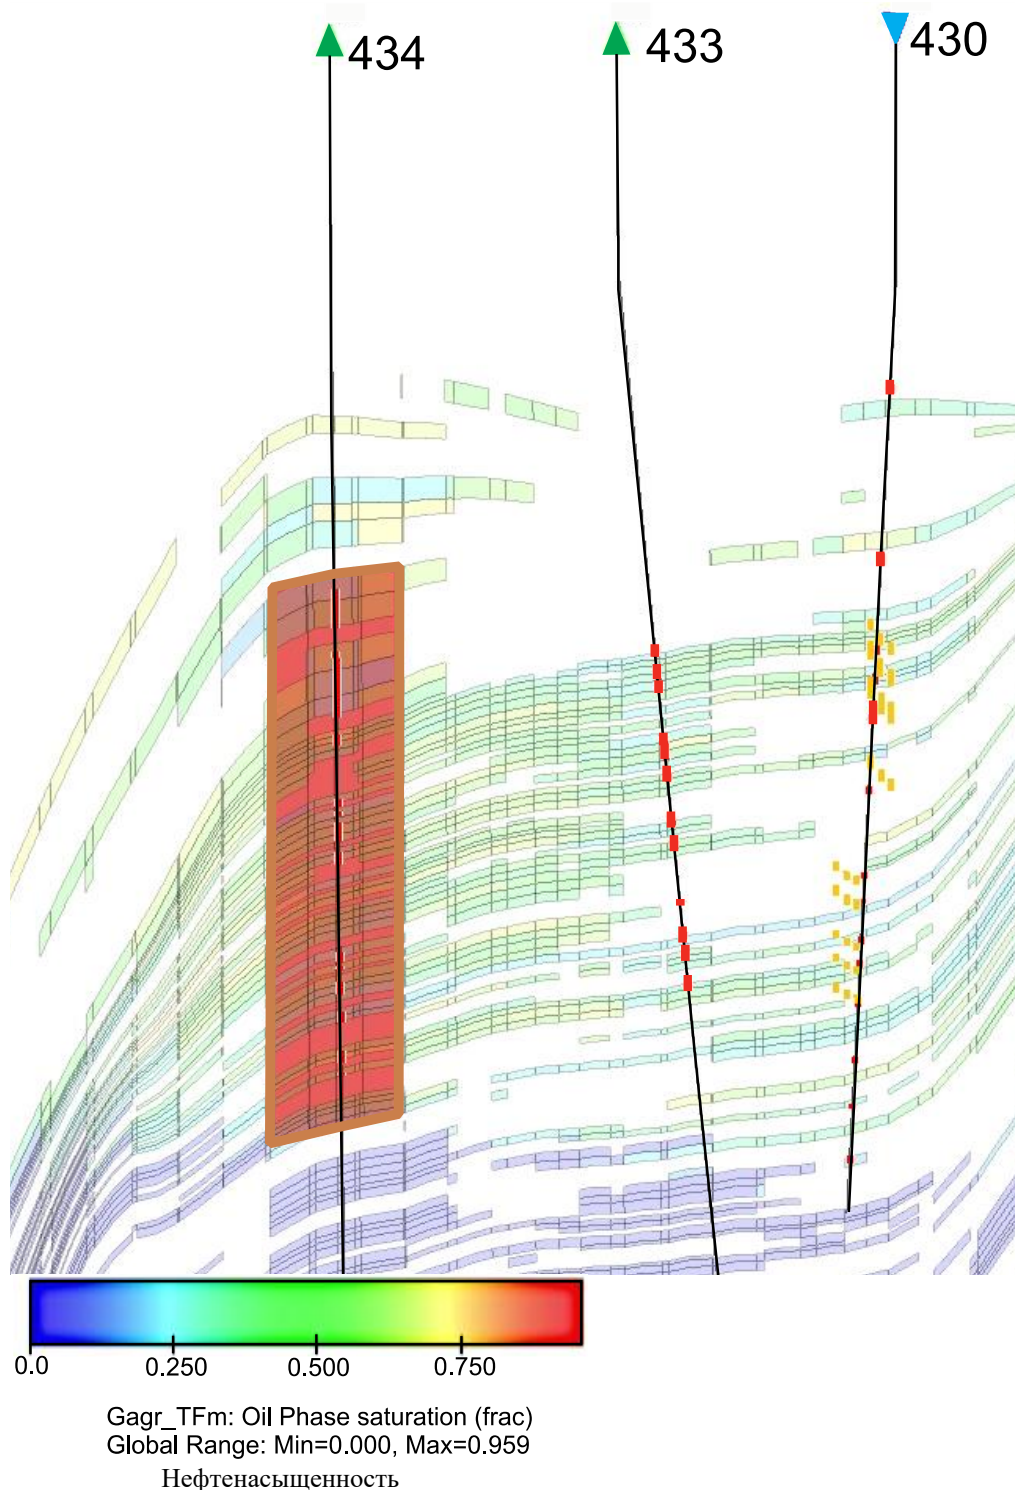 434 433 430
0.0 0.250 0.500 0.750
Gagr_TFm: Oil Phase saturation (frac)
Global Range: Min=0.000, Max=0.959
Нефтенасыщенность